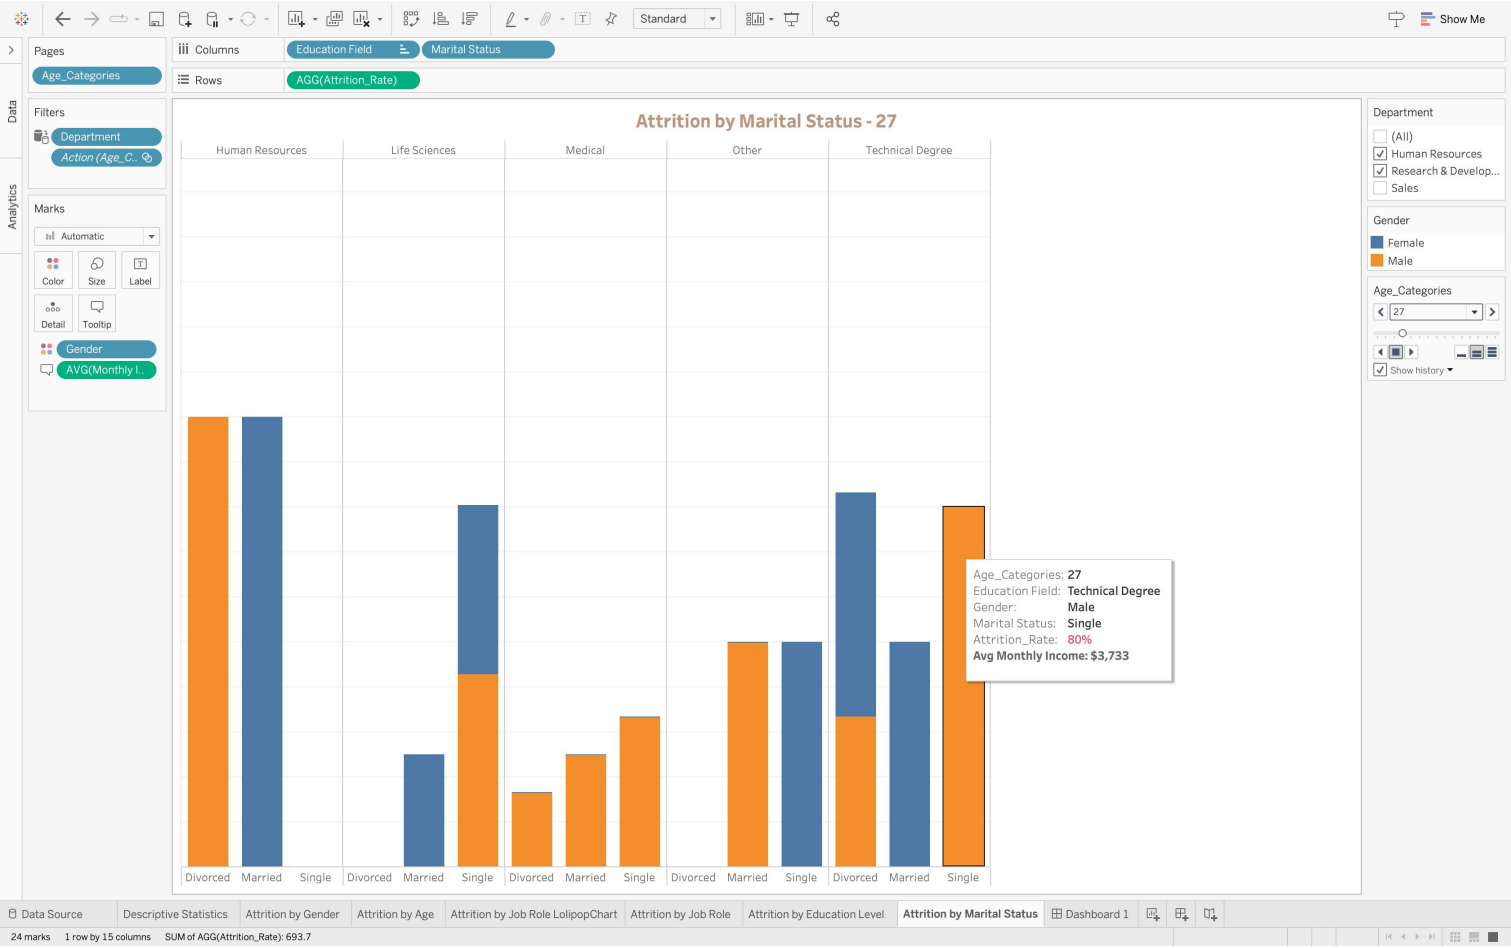 Standard
Show Me
Pages
Age_Categories
Columns
Education Field
Marital Status
Rows
AGG(Attrition_Rate)
Data
Analytics
Filters
Department
Action (Age_C..
Marks
Automatic
Color
Size
Label
Detail
Tooltip
Gender
AVG(Monthly I..
Attrition by Marital Status - 27
Human Resources
Life Sciences
Medical
Other
Technical Degree
Divorced Married Single Divorced Married Single Divorced Married Single Divorced Married Single Divorced Married Single
Age_Categories: 27
Education Field: Technical Degree
Gender: Male
Marital Status: Single
Attrition_Rate: 80%
Avg Monthly Income: $3,733
Department
(All)
Human Resources
Research & Develop...
Sales
Gender
Female
Male
Age_Categories
27
Show history
Data Source
Descriptive Statistics
Attrition by Gender
Attrition by Age
Attrition by Job Role LolipopChart
Attrition by Job Role
Attrition by Education Level
Attrition by Marital Status
Dashboard 1
24 marks
1 row by 15 columns
SUM of AGG(Attrition_Rate): 693.7